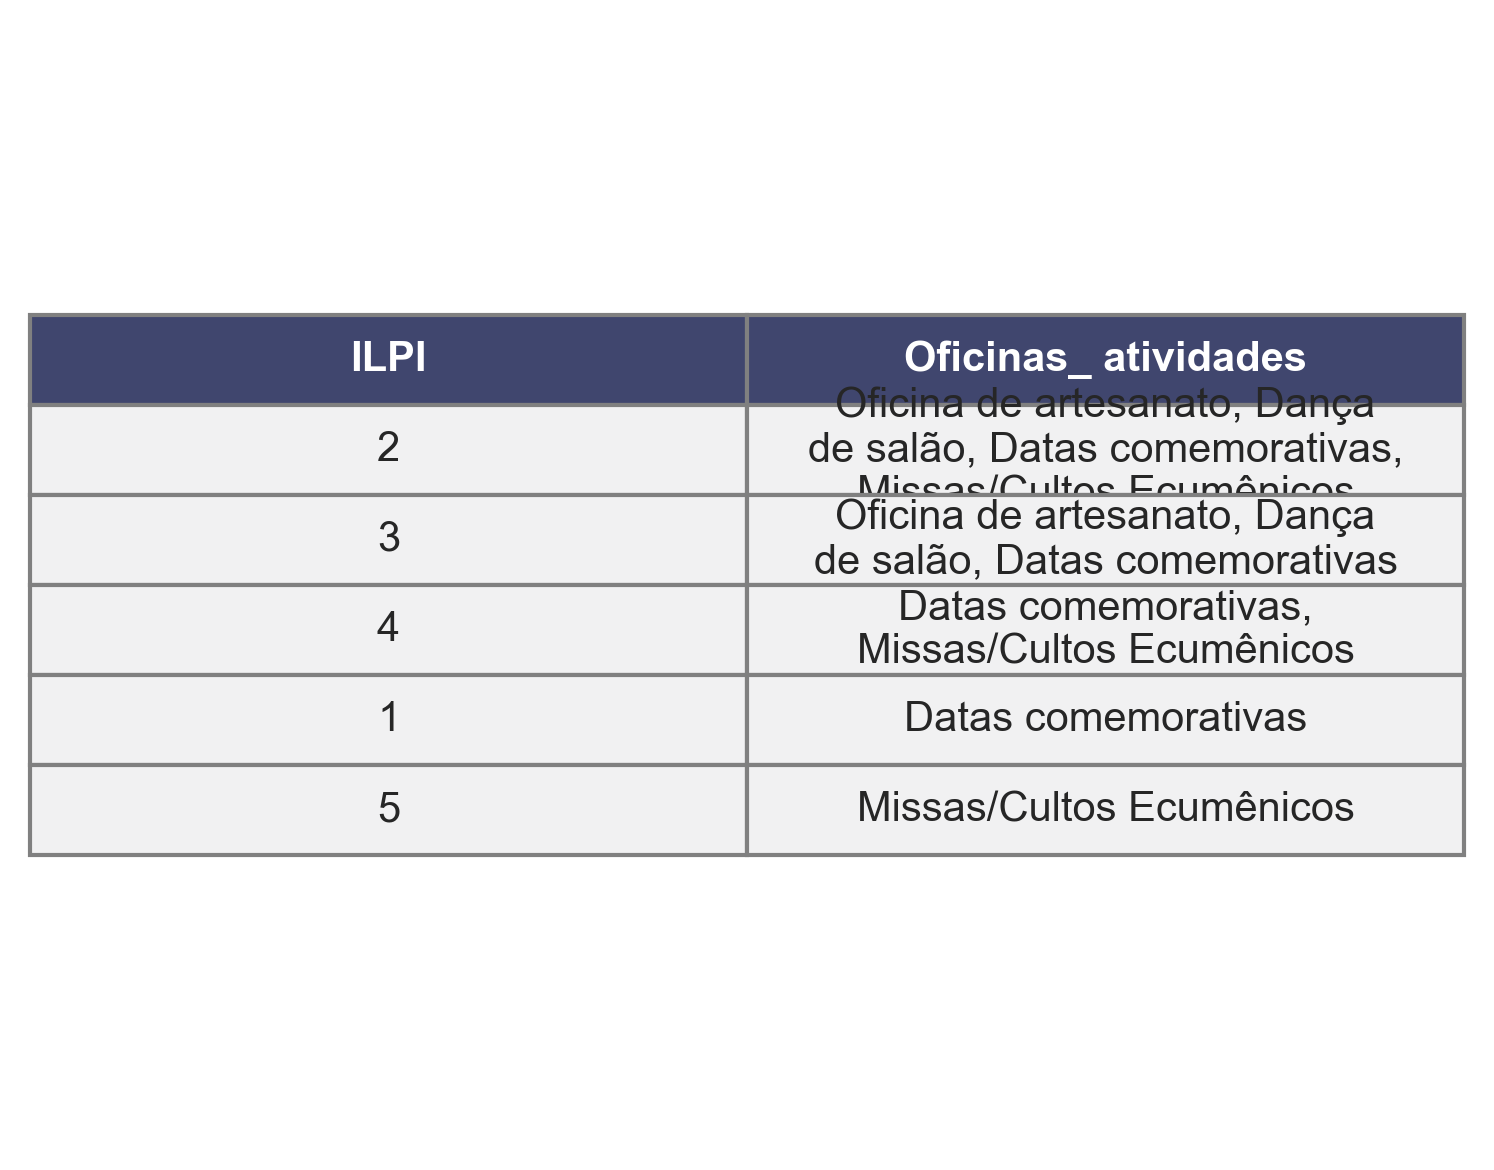 ILPI Oficinas_ atividades
2 Oficina de artesanato, Dança
de salão, Datas comemorativas,
Missas/Cultos Ecumênicos
3 Oficina de artesanato, Dança
de salão, Datas comemorativas
4 Datas comemorativas,
Missas/Cultos Ecumênicos
1 Datas comemorativas
5 Missas/Cultos Ecumênicos